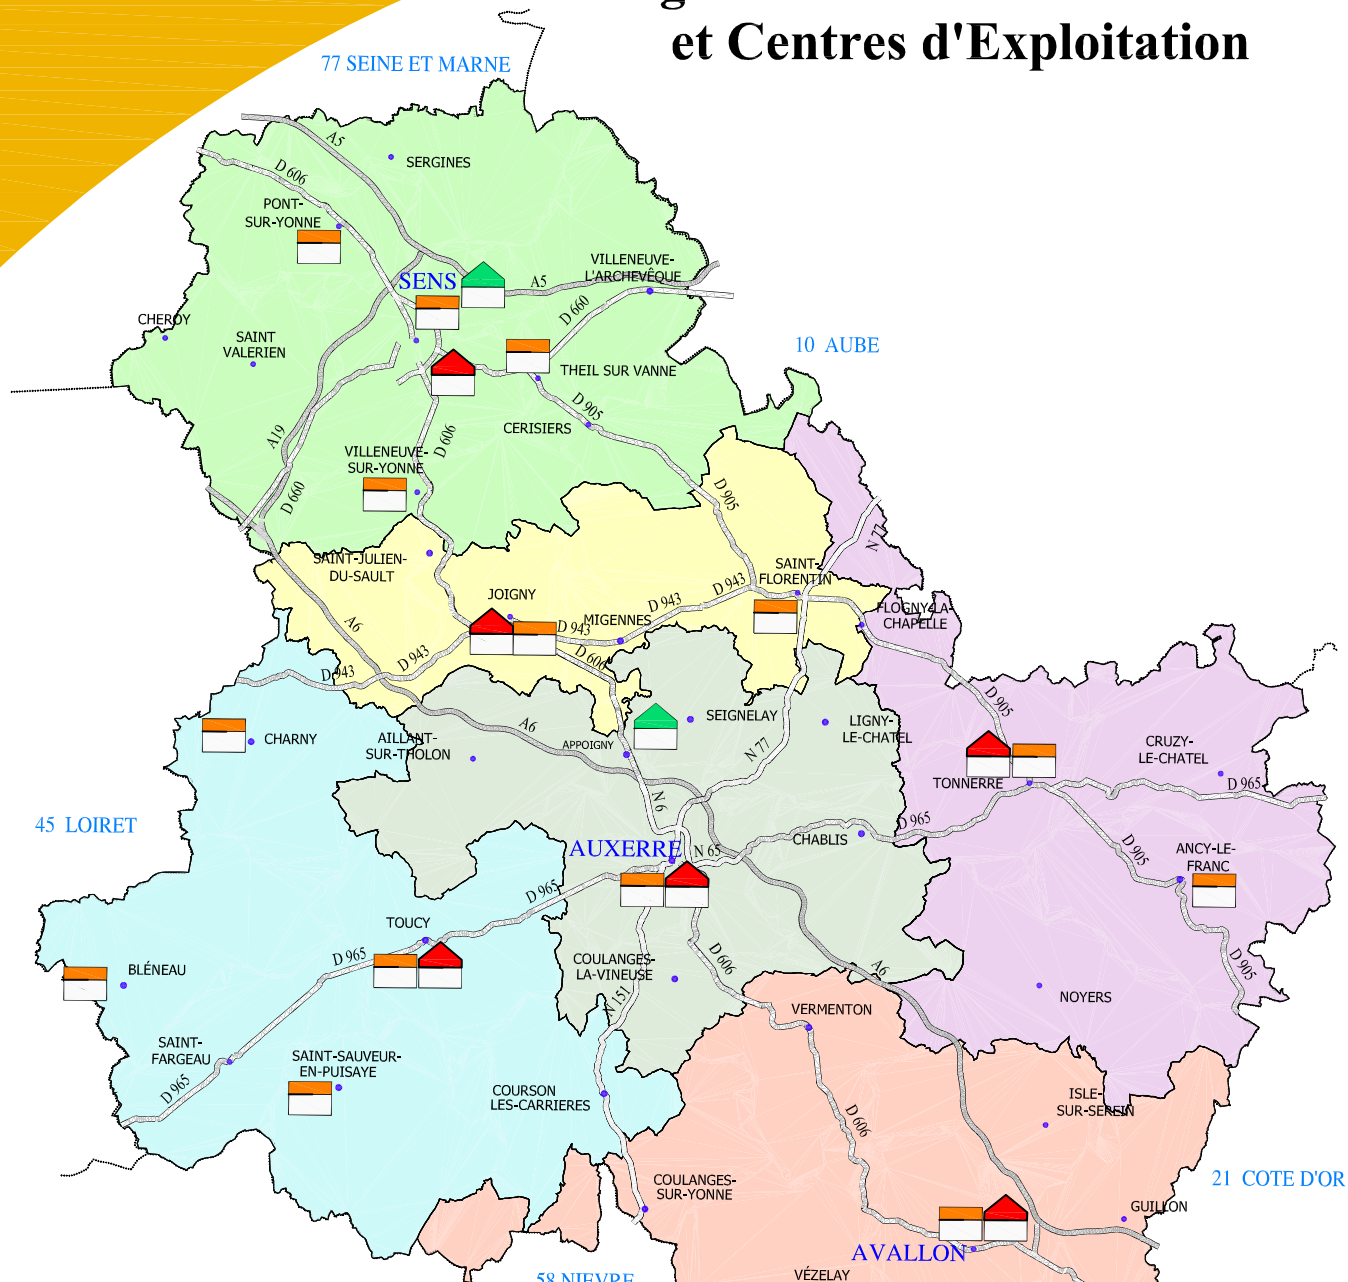 et Centres d'Exploitation
77 SEINE ET MARNE
A5
SERGINES
D 606
PONT-
SUR-YONNE
VILLENEUVE-
L'ARCHEVÊQUE
SENS
A5
D 660
CHEROY
SAINT
VALERIEN
10 AUBE
THEIL SUR VANNE
D 905
CERISIERS
A19
D 606
VILLENEUVE-
SUR-YONNE
D 660
D 905
N 77
SAINT-JULIEN-
DU-SAULT
SAINT-
FLORENTIN
JOIGNY
D 943
D 943
MIGENNES
FLOGNY-LA-
CHAPELLE
A6
D 943
D 943
D 943
D 606
D 905
CHARNY
AILLANT-
SUR-THOLON
A6
APPOIGNY
SEIGNELAY
LIGNY-
LE-CHATEL
N 77
CRUZY-
LE-CHATEL
TONNERRE
D 965
N 6
45 LOIRET
AUXERRE
N 65
CHABLIS
D 965
D 905
ANCY-LE-
FRANC
D 965
TOUCY
D 965
BLÉNEAU
COULANGES-
LA-VINEUSE
D 606
A6
D 905
NOYERS
N 151
VERMENTON
SAINT-
FARGEAU
SAINT-SAUVEUR-
EN-PUISAYE
D 965
COURSON
LES-CARRIERES
ISLE-
SUR-SEREIN
D 606
COULANGES-
SUR-YONNE
21 COTE D'OR
GUILLON
AVALLON
VÉZELAY
58 NIEVRE